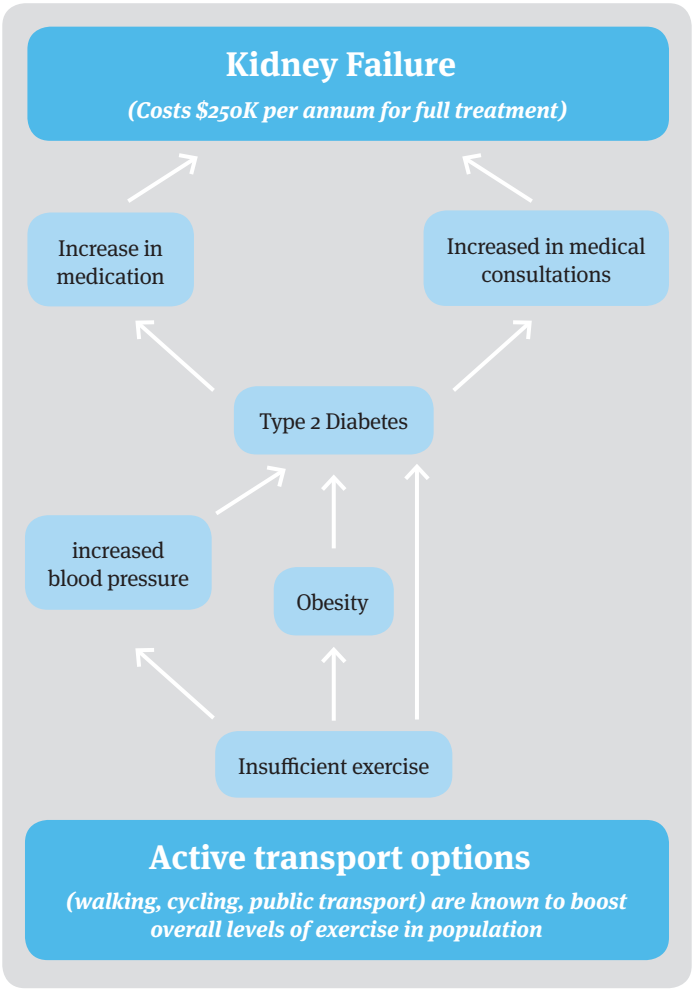 Kidney Failure
(Costs $250K per annum for full treatment)
Increase in
medication
Increased in medical
consultations
Type 2 Diabetes
increased
blood pressure
Obesity
Insufficient exercise
Active transport options
(walking, cycling, public transport) are known to boost
overall levels of exercise in population